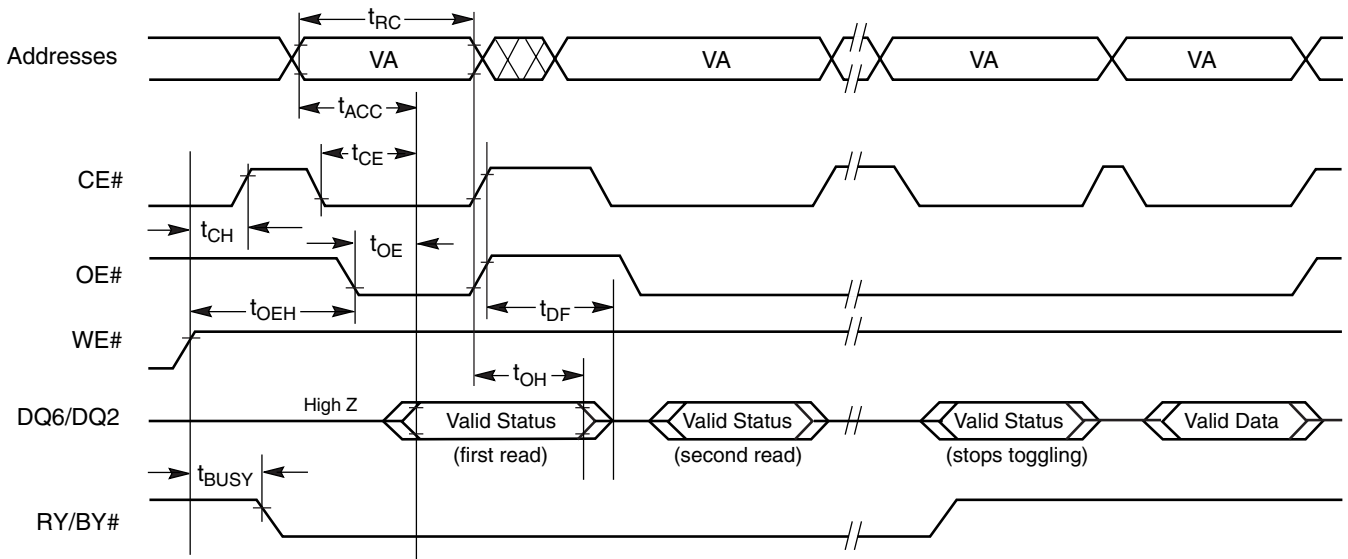 tRC
Addresses VA VA VA VA
tACC
tCE
CE#
tCH tOE
OE#
tOEH tDF
WE#
tOH
DQ6/DQ2 High Z Valid Status Valid Status Valid Status Valid Data
(first read) (second read) (stops toggling)
tBUSY
RY/BY#